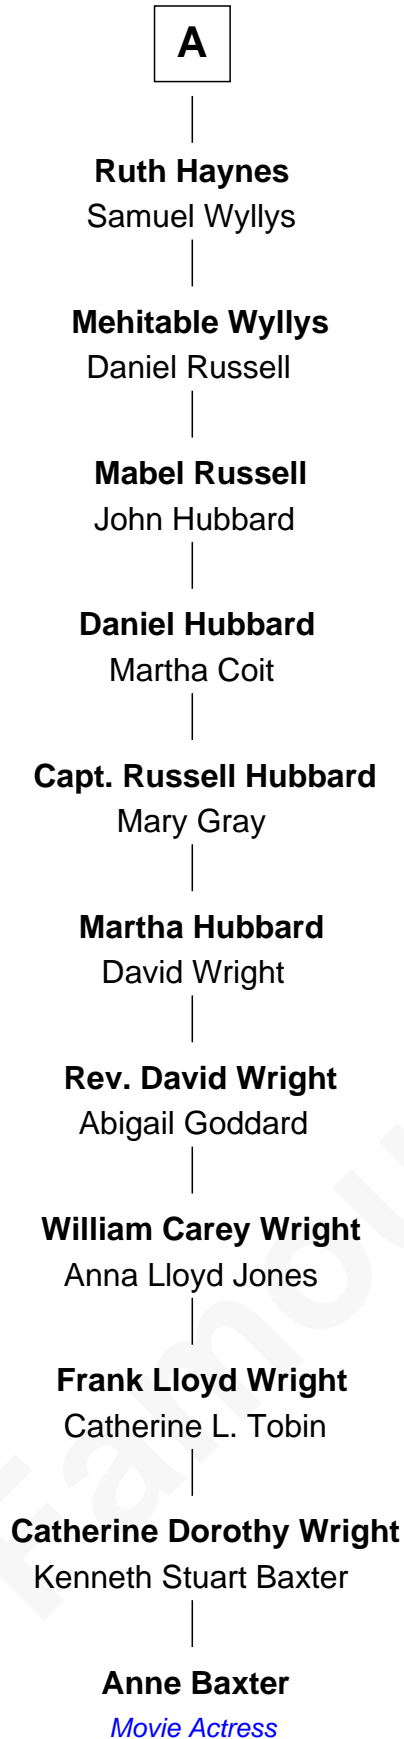 A
Ruth Haynes
Samuel Wyllys
Mehitable Wyllys
Daniel Russell
Mabel Russell
John Hubbard
Daniel Hubbard
Martha Coit
Capt. Russell Hubbard
Mary Gray
Martha Hubbard
David Wright
Rev. David Wright
Abigail Goddard
William Carey Wright
Anna Lloyd Jones
Frank Lloyd Wright
Catherine L. Tobin
Catherine Dorothy Wright
Kenneth Stuart Baxter
Anne Baxter
Movie Actress